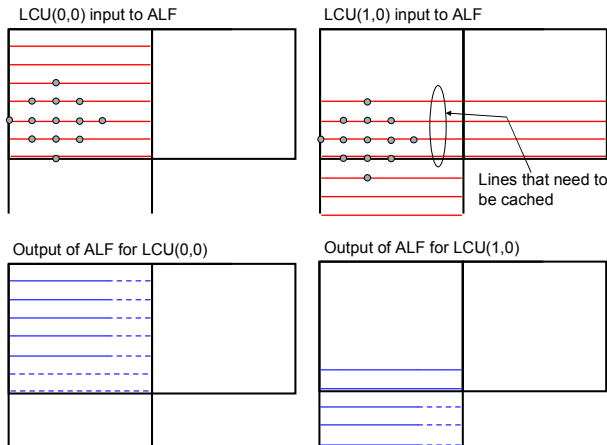 LCU(0,0) input to ALF
LCU(1,0) input to ALF
Lines that need to
be cached
Output of ALF for LCU(0,0)
Output of ALF for LCU(1,0)